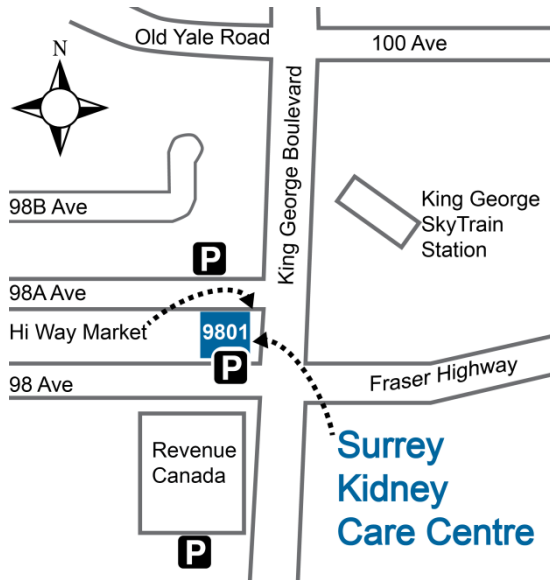 Old Yale Road
100 Ave
N
King George Boulevard
98B Ave
King George
SkyTrain
Station
P
98A Ave
Hi Way Market
9801
P
98 Ave
Fraser Highway
Surrey
Kidney
Care Centre
Revenue
Canada
P